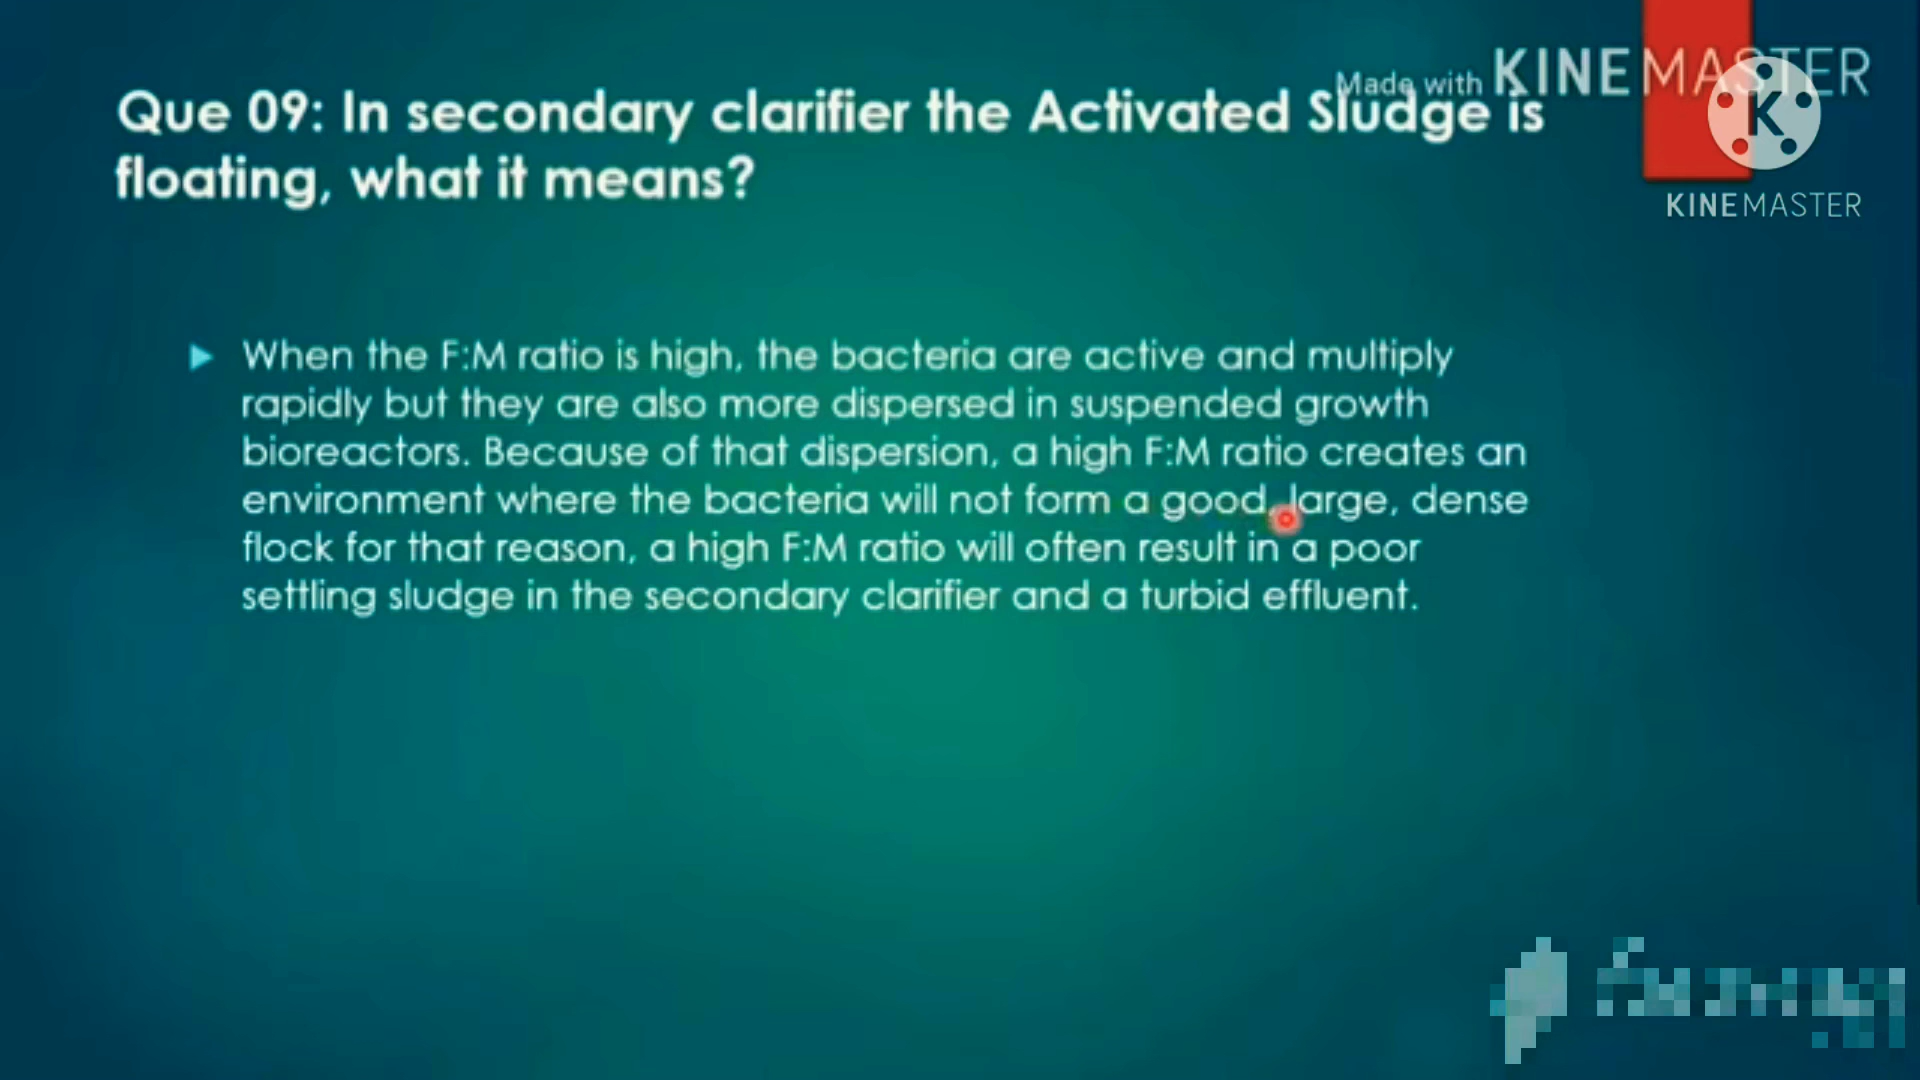 Made with KINEMASTER
Que 09: In secondary clarifier the Activated Sludge is
floating, what it means?
K
KINEMASTER
When the F:M ratio is high, the bacteria are active and multiply
rapidly but they are also more dispersed in suspended growth
bioreactors. Because of that dispersion, a high F:M ratio creates an
environment where the bacteria will not form a good, large, dense
flock for that reason, a high F:M ratio will often result in a poor
settling sludge in the secondary clarifier and a turbid effluent.